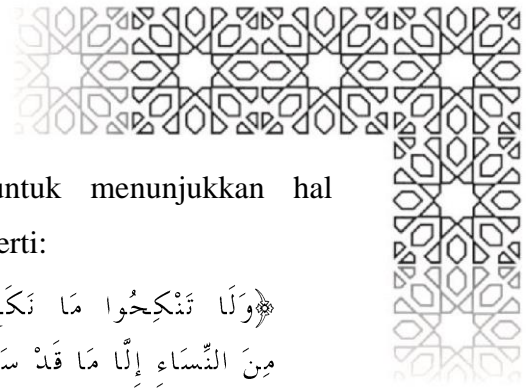 untuk menunjukkan hal
erti:
﴿وَلَا تَنْكِحُوا مَا
مِنَ النِّسَاءِ إِلَّا مَا قَدْ